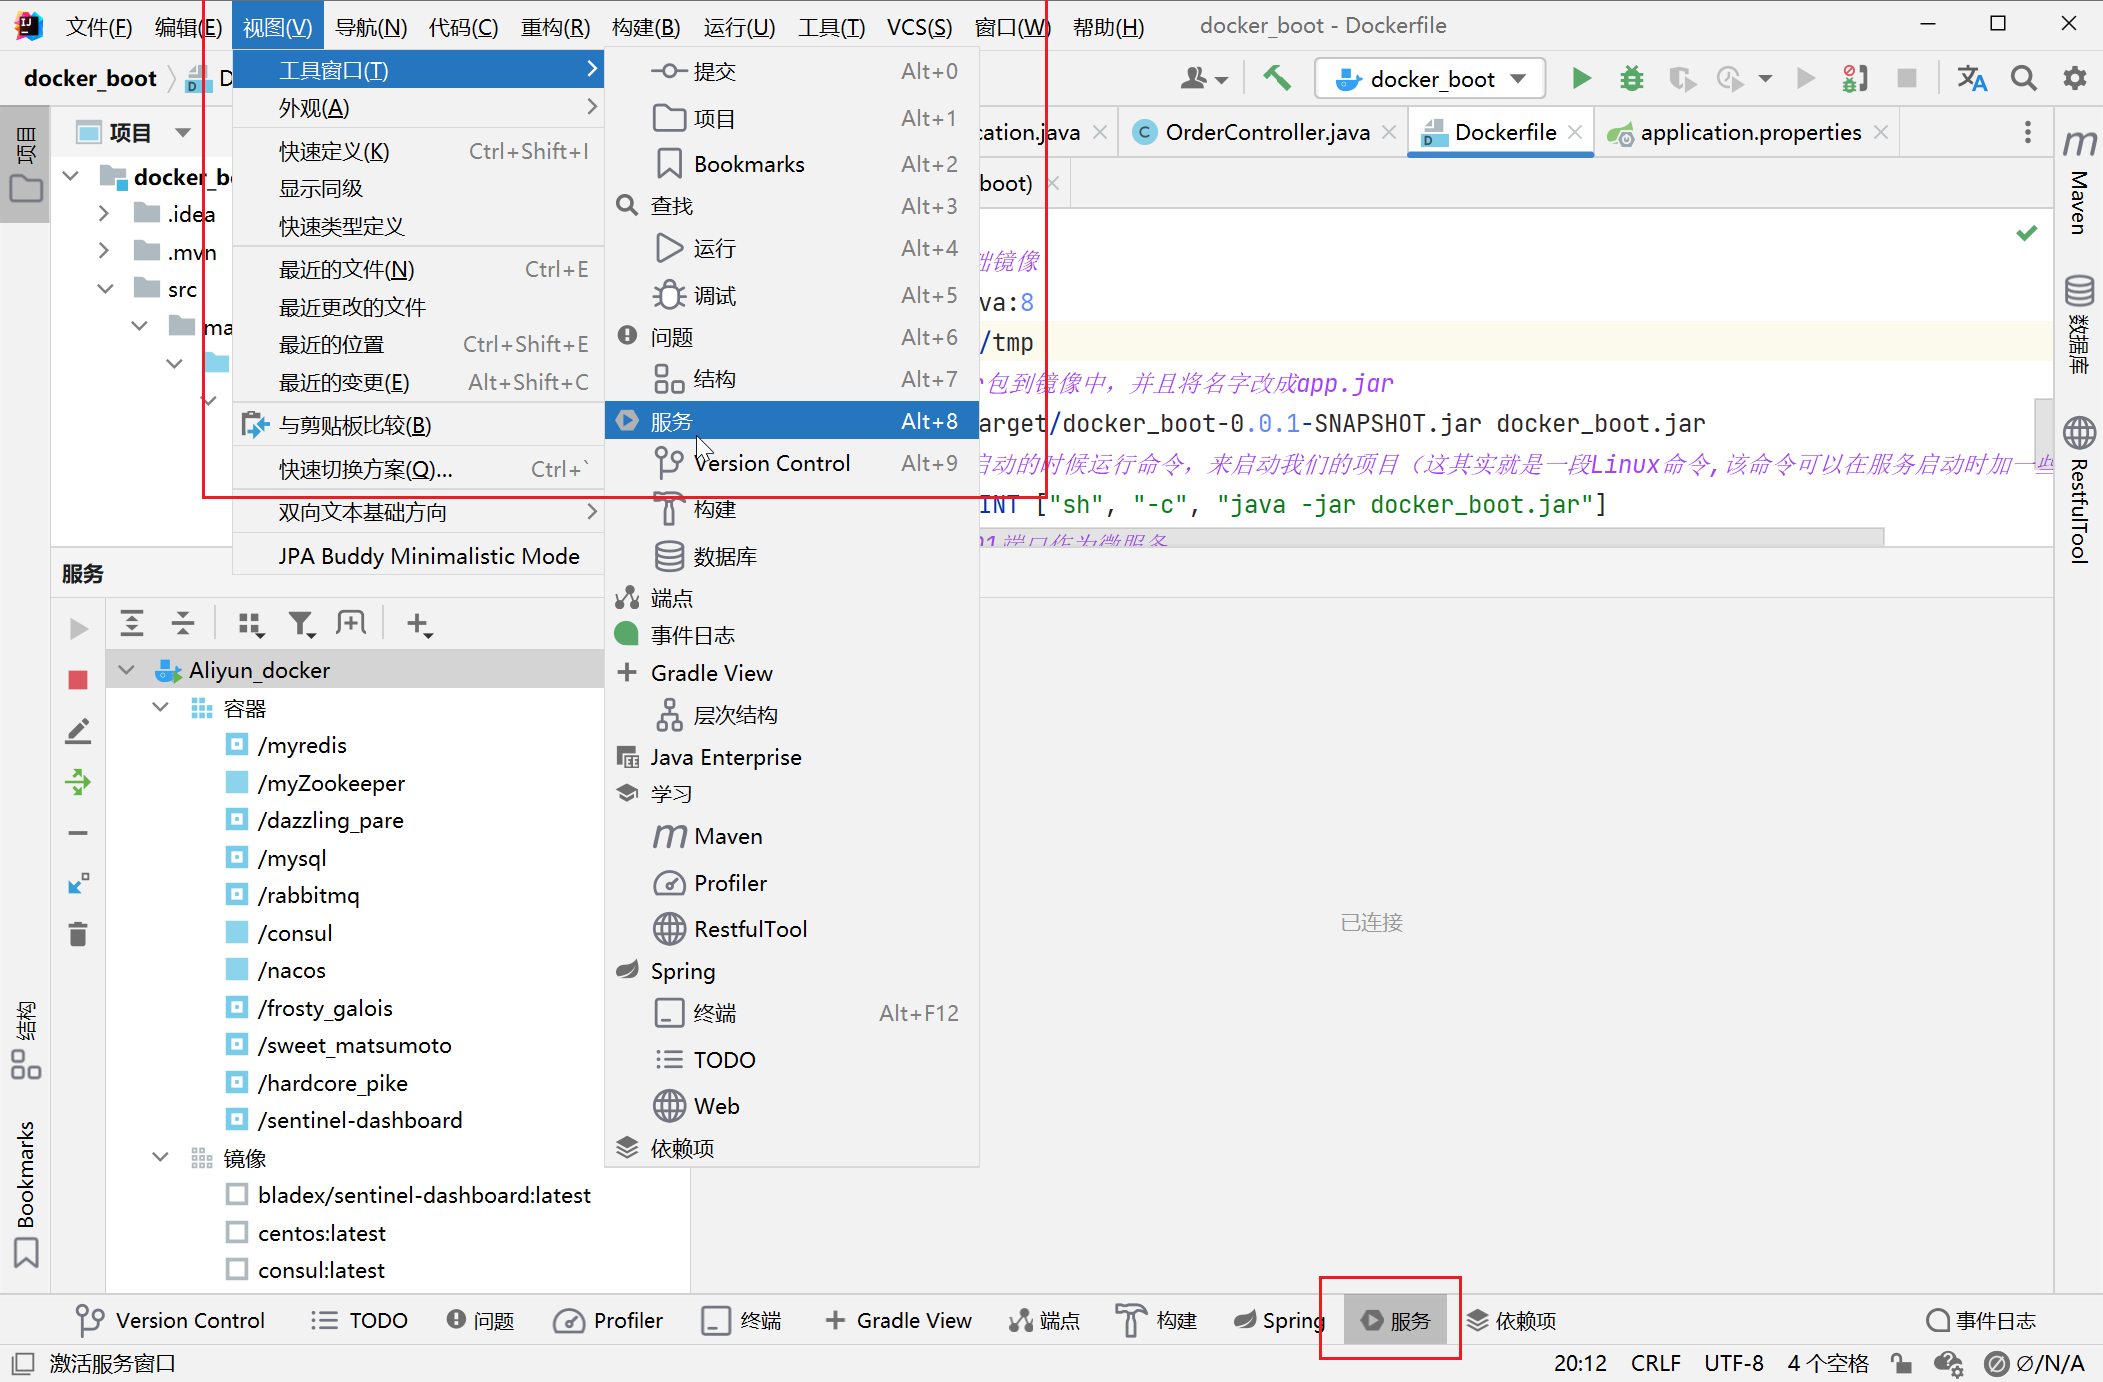 文件(F) 编辑(E) 视图(V) 导航(N) 代码(C) 重构(R) 构建(B) 运行(U) 工具(T) VCS(S) 窗口(W) 帮助(H) docker_boot - Dockerfile
docker_boot D docker_boot
项目
项目
cation.java OrderController.java Dockerfile application.properties
boot)
docker_b
.idea
.mvn
src
ma
工具窗口(T)
外观(A)
快速定义(K) Ctrl+Shift+I
显示同级
快速类型定义
最近的文件(N) Ctrl+E
最近更改的文件
最近的位置 Ctrl+Shift+E
最近的变更(E) Alt+Shift+C
与剪贴板比较(B)
快速切换方案(Q)... Ctrl+`
双向文本基础方向
JPA Buddy Minimalistic Mode
提交 Alt+0
项目 Alt+1
Bookmarks Alt+2
查找 Alt+3
运行 Alt+4
调试 Alt+5
问题 Alt+6
结构 Alt+7
服务 Alt+8
Version Control Alt+9
构建
数据库
端点
事件日志
Gradle View
层次结构
Java Enterprise
学习
Maven
Profiler
RestfulTool
Spring
终端 Alt+F12
TODO
Web
依赖项
础镜像
va:8
/tmp
包到镜像中，并且将名字改成app.jar
arget/docker_boot-0.0.1-SNAPSHOT.jar docker_boot.jar
启动的时候运行命令，来启动我们的项目（这其实就是一段Linux命令,该命令可以在服务启动时加一些
INT ["sh", "-c", "java -jar docker_boot.jar"]
01端口作为微服务
Maven
数据库
RestfulTool
服务
Aliyun_docker
容器
/myredis
/myZookeeper
/dazzling_pare
/mysql
/rabbitmq
/consul
/nacos
/frosty_galois
/sweet_matsumoto
/hardcore_pike
/sentinel-dashboard
镜像
bladex/sentinel-dashboard:latest
centos:latest
consul:latest
已连接
结构
Bookmarks
Version Control TODO 问题 Profiler 终端 Gradle View 端点 构建 Spring 服务 依赖项 事件日志
激活服务窗口 20:12 CRLF UTF-8 4 个空格 Ø/N/A